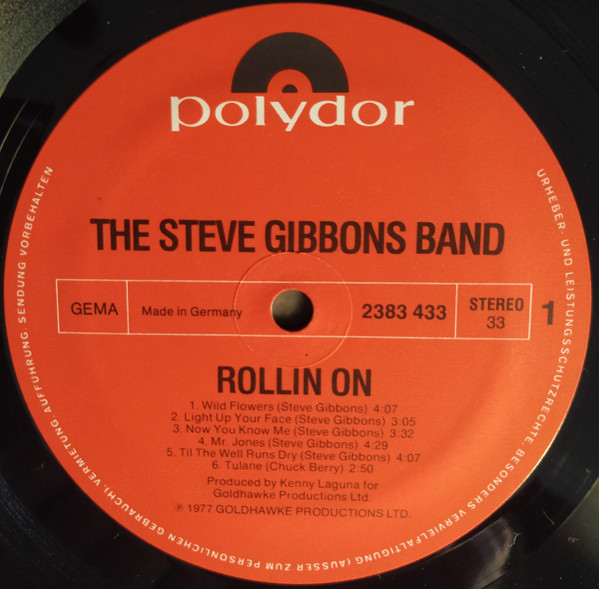 polydor
THE STEVE GIBBONS BAND
GEMA
Made in Germany
2383 433
STEREO
33
1
ROLLIN ON
1. Wild Flowers (Steve Gibbons) 4:07
2. Light Up Your Face (Steve Gibbons) 3:05
3. Now You Know Me (Steve Gibbons) 3:32
4. Mr. Jones (Steve Gibbons) 4:29
5. Til The Well Runs Dry (Steve Gibbons) 4:07
6. Tulane (Chuck Berry) 2:50
Produced by Kenny Laguna for
Goldhawke Productions Ltd.
℗ 1977 GOLDHAWKE PRODUCTIONS LTD.
URHEBER- UND LEISTUNGSSCHUTZRECHTE BESONDERS VERVIELFÄLTIGUNG (AUSSER ZUM PERSÖNLICHEN GEBRAUCH), VERMIETUNG, AUFFÜHRUNG, SENDUNG VORBEHALTEN